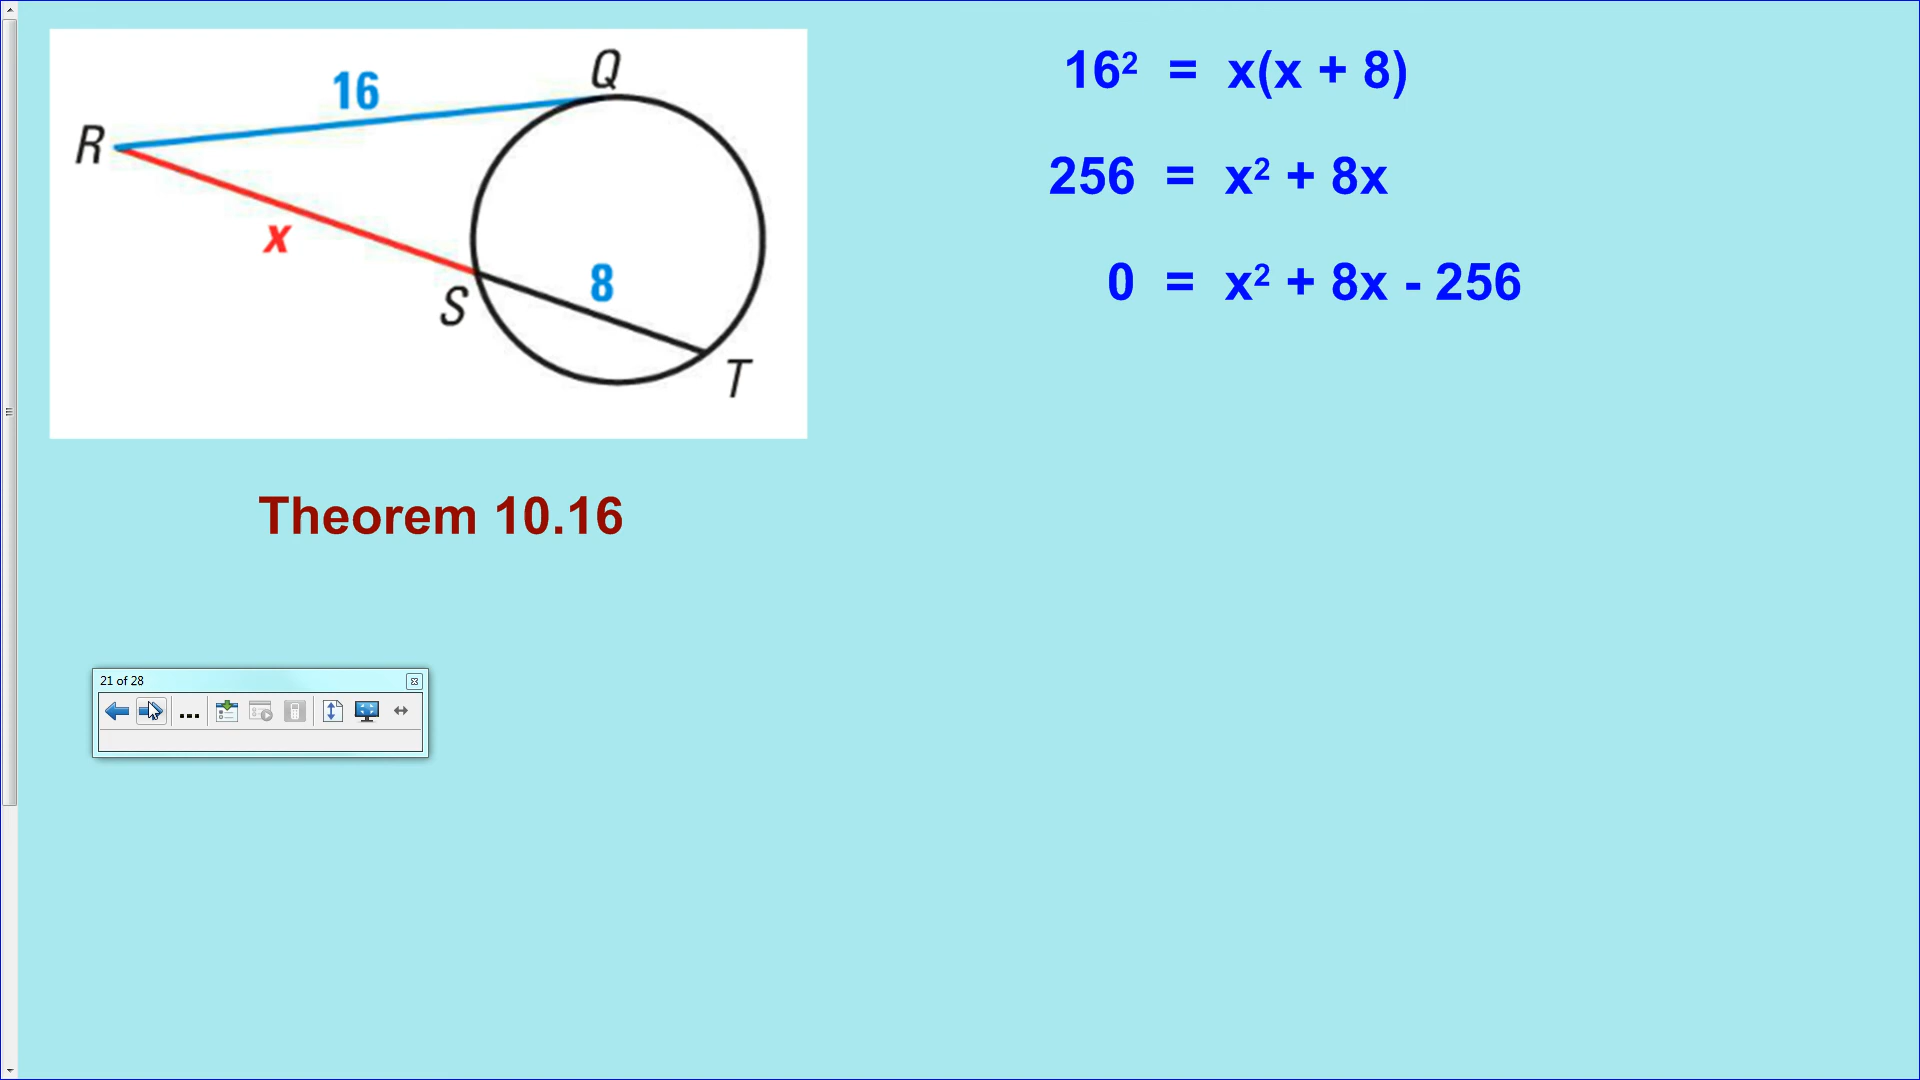 16
Q
R
x
8
S
T
Theorem 10.16
16² = x(x + 8)
256 = x² + 8x
0 = x² + 8x - 256
21 of 28